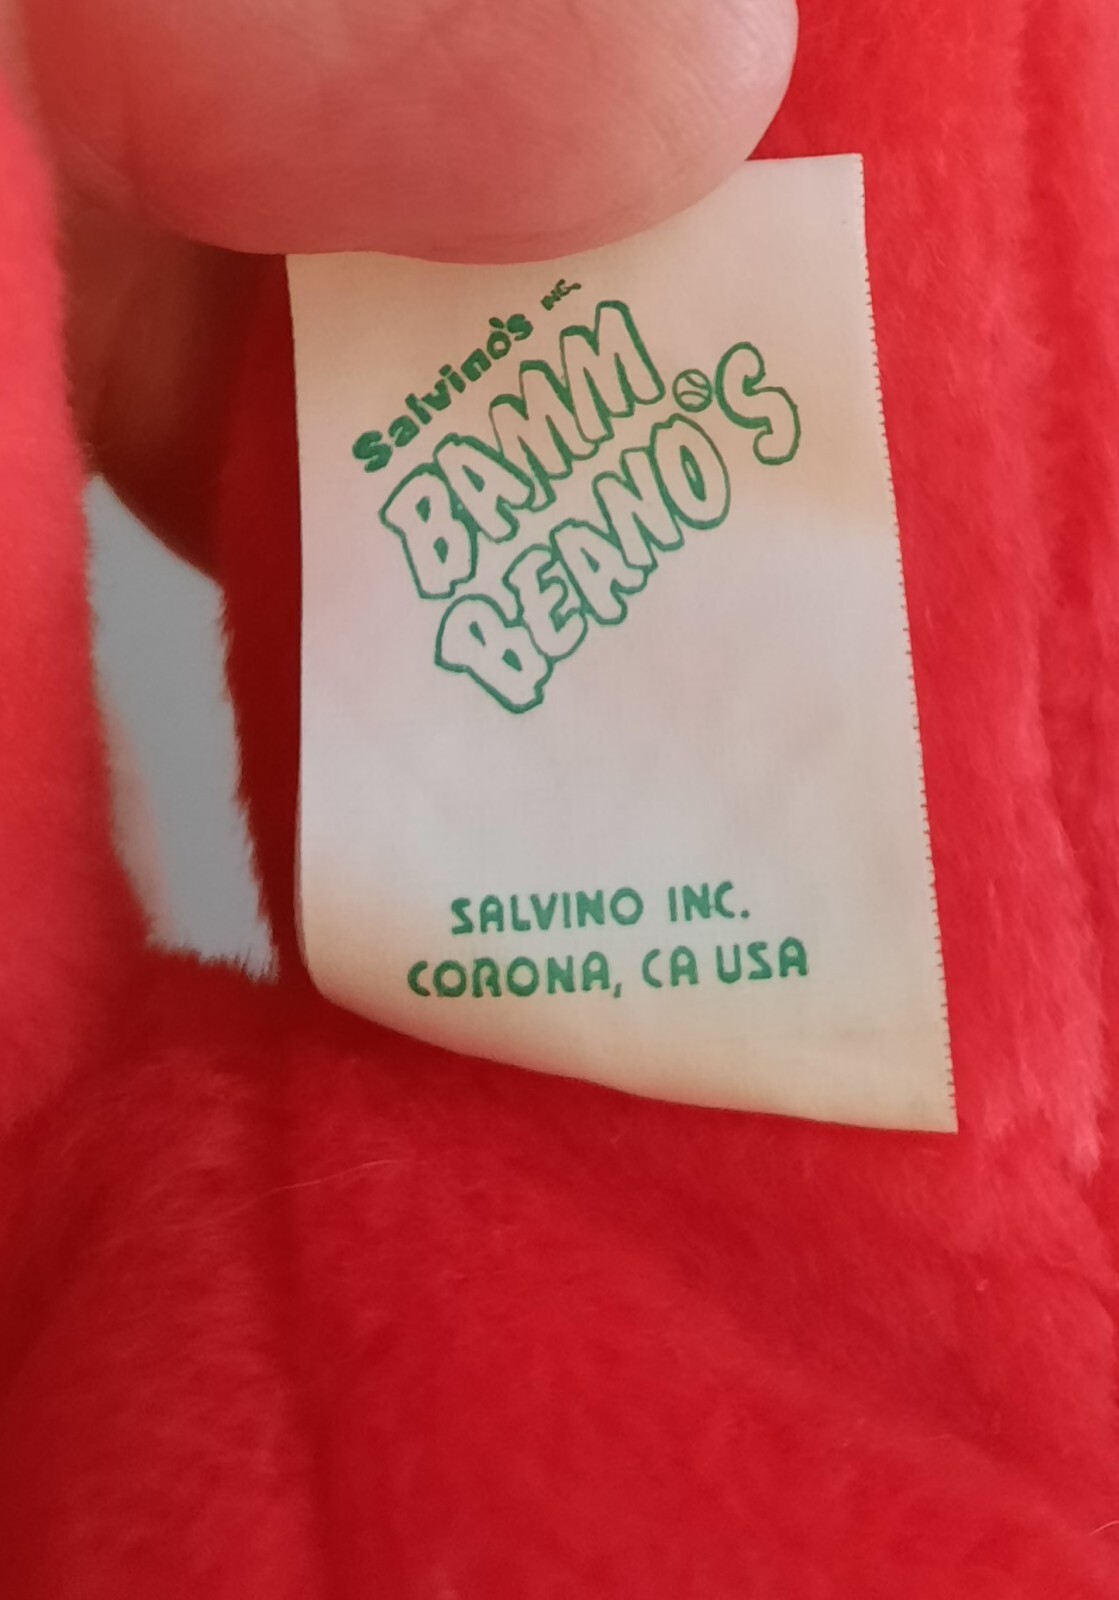 Salvino's INC.
BAMM
BEANO'S
SALVINO INC.
CORONA, CA USA